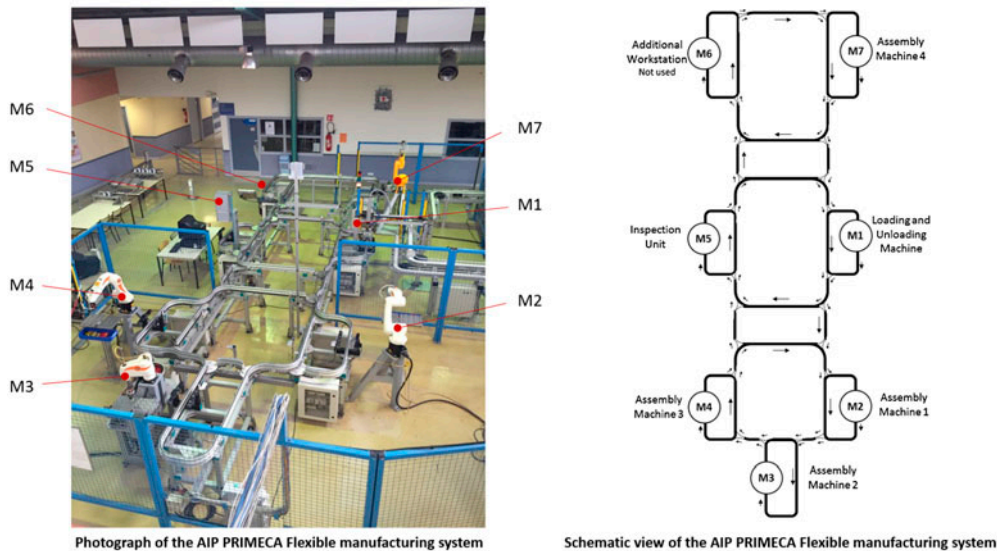 M6
M5
M4
M3
M7
M1
M2
Photograph of the AIP PRIMECA Flexible manufacturing system
Additional
Workstation
Not used
M6
M7
Assembly
Machine 4
Inspection
Unit
M5
M1
Loading and
Unloading
Machine
Assembly
Machine 3
M4
M2
Assembly
Machine 1
M3
Assembly
Machine 2
Schematic view of the AIP PRIMECA Flexible manufacturing system